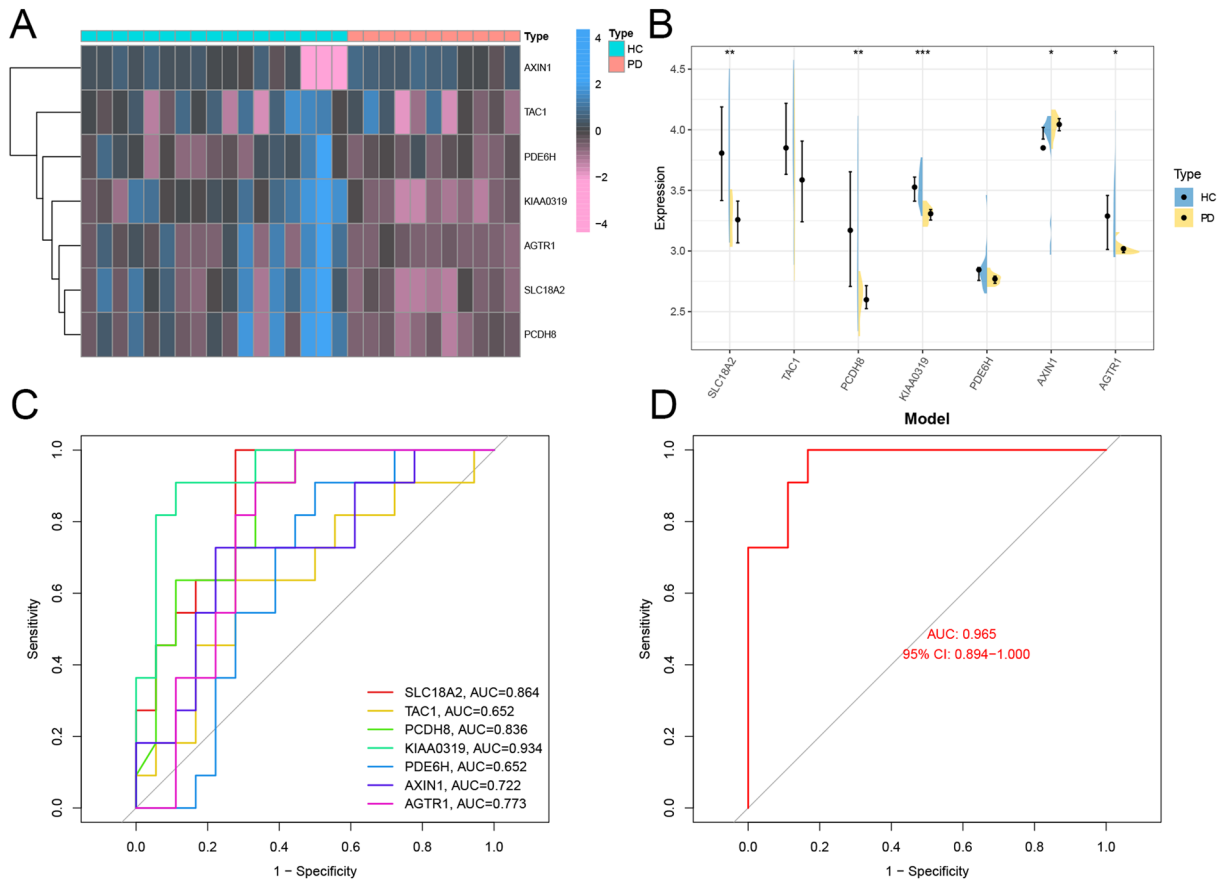 A
Type
4
2
0
−2
−4
Type
HC
PD
AXIN1
TAC1
PDE6H
KIAA0319
AGTR1
SLC18A2
PCDH8
B
** ** *** * *
Expression
4.5
4.0
3.5
3.0
2.5
SLC18A2
TAC1
PCDH8
KIAA0319
PDE6H
AXIN1
AGTR1
Type
HC
PD
C
Sensitivity
1.0
0.8
0.6
0.4
0.2
0.0
SLC18A2, AUC=0.864
TAC1, AUC=0.652
PCDH8, AUC=0.836
KIAA0319, AUC=0.934
PDE6H, AUC=0.652
AXIN1, AUC=0.722
AGTR1, AUC=0.773
0.0 0.2 0.4 0.6 0.8 1.0
1 − Specificity
D
Model
Sensitivity
1.0
0.8
0.6
0.4
0.2
0.0
AUC: 0.965
95% CI: 0.894−1.000
0.0 0.2 0.4 0.6 0.8 1.0
1 − Specificity